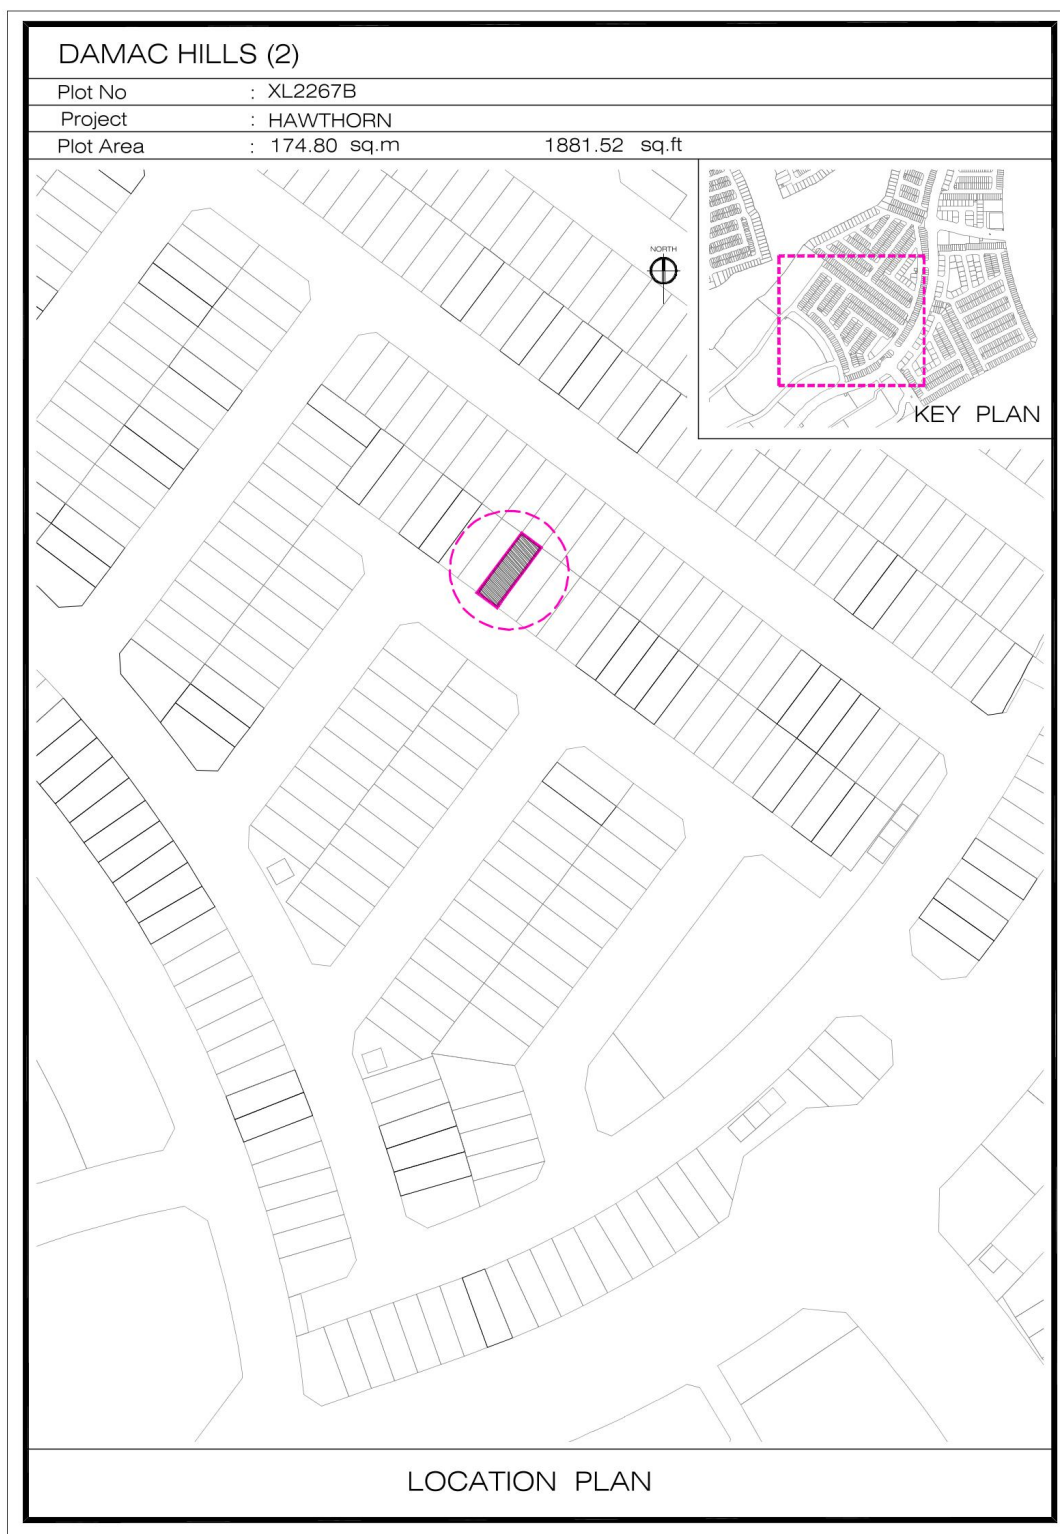 DAMAC HILLS (2)
Plot No : XL2267B
Project : HAWTHORN
Plot Area : 174.80 sq.m 1881.52 sq.ft
NORTH
KEY PLAN
LOCATION PLAN